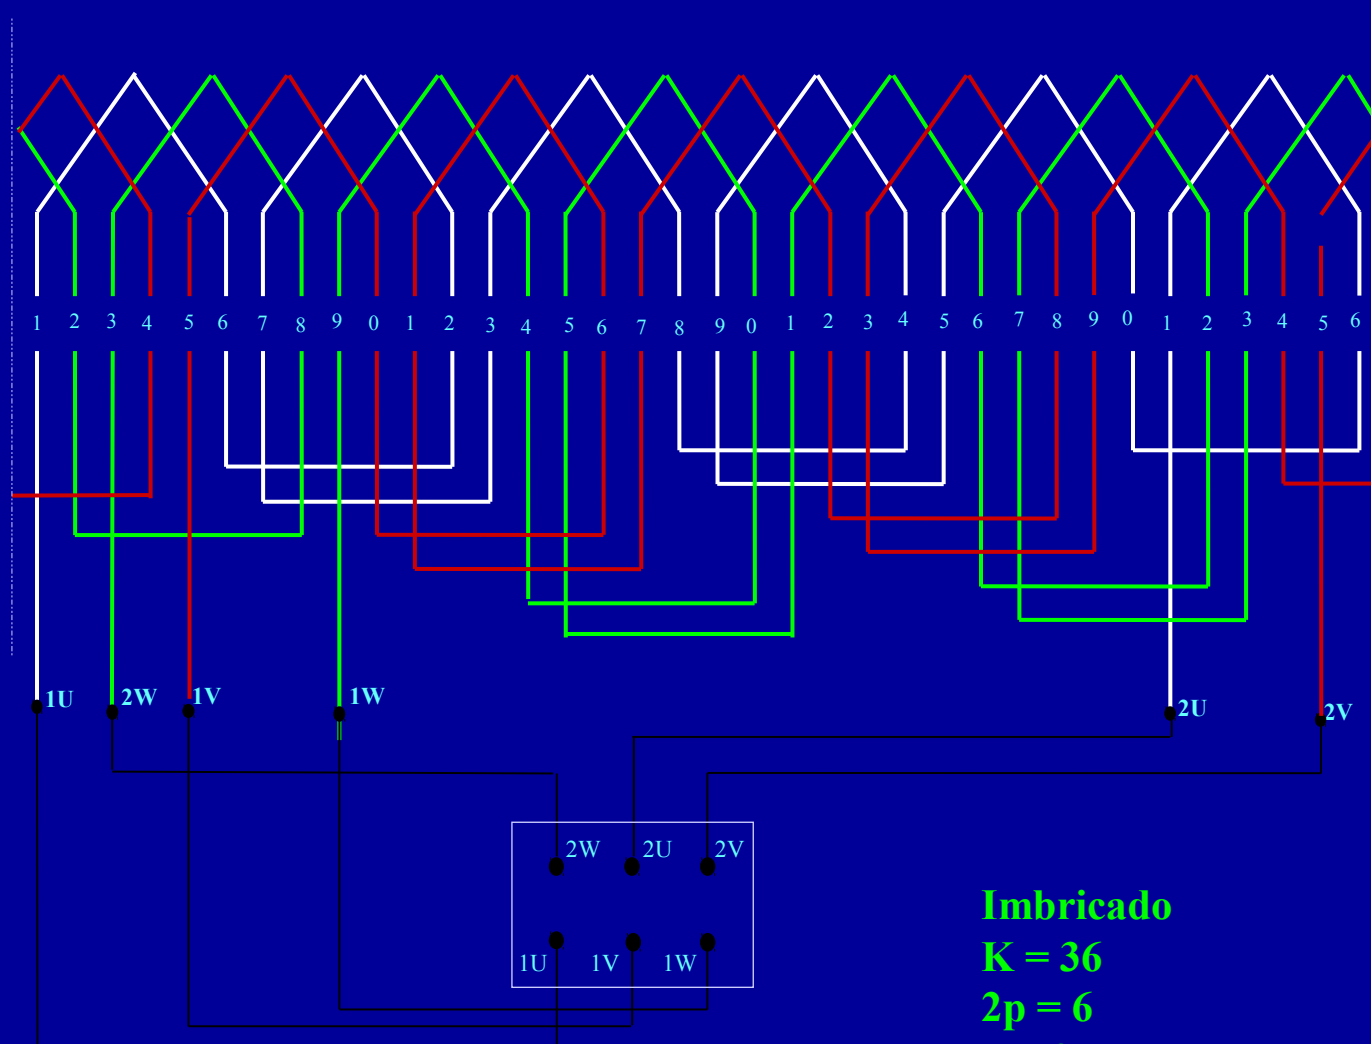 1 2 3 4 5 6 7 8 9 0 1 2 3 4 5 6 7 8 9 0 1 2 3 4 5 6 7 8 9 0 1 2 3 4 5 6
1U 2W 1V 1W 2U 2V
2W 2U 2V
1U 1V 1W
Imbricado
K = 36
2p = 6